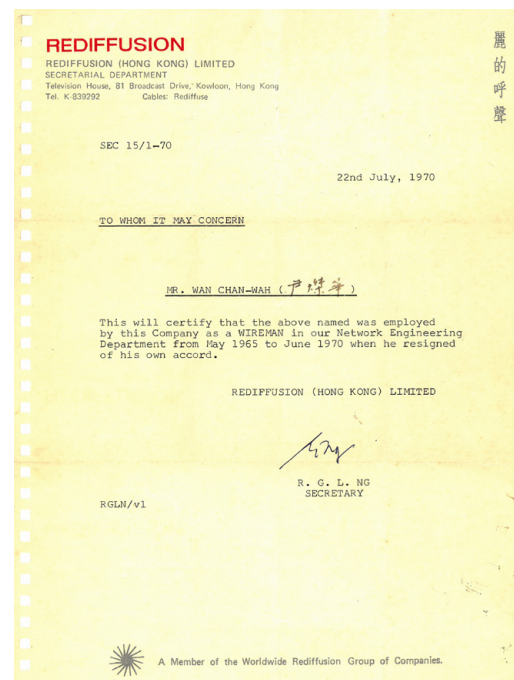 REDIFFUSION
REDIFFUSION (HONG KONG) LIMITED
SECRETARIAL DEPARTMENT
Television House, 81 Broadcast Drive, Kowloon, Hong Kong
Tel. K-839292 Cables: Rediffuse
麗的呼聲
SEC 15/1-70
22nd July, 1970
TO WHOM IT MAY CONCERN
MR. WAN CHAN-WAH (尹燦華)
This will certify that the above named was employed
by this Company as a WIREMAN in our Network Engineering
Department from May 1965 to June 1970 when he resigned
of his own accord.
REDIFFUSION (HONG KONG) LIMITED
R. G. L. NG
SECRETARY
RGLN/vl
A Member of the Worldwide Rediffusion Group of Companies.